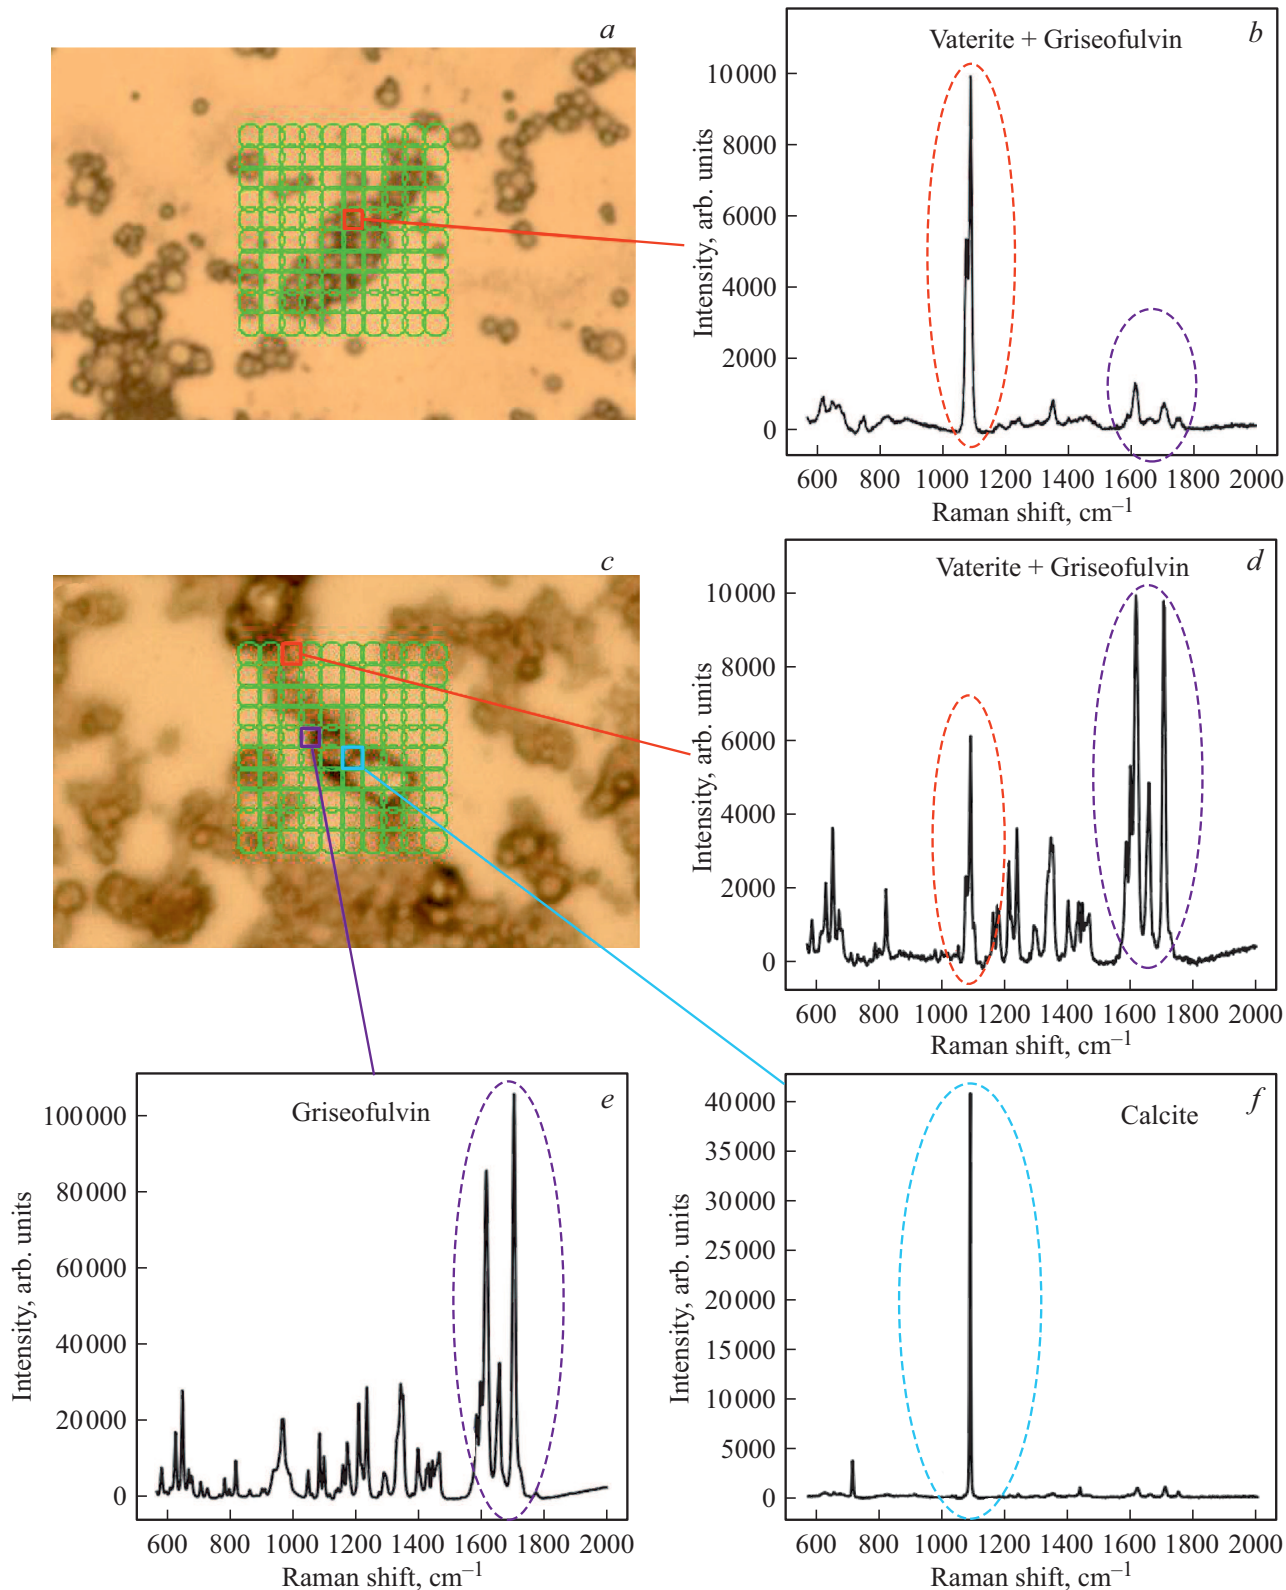 a
b
Vaterite + Griseofulvin
Intensity, arb. units
10 000
8000
6000
4000
2000
0
600 800 1000 1200 1400 1600 1800 2000
Raman shift, cm–1
c
d
Vaterite + Griseofulvin
Intensity, arb. units
10 000
8000
6000
4000
2000
0
600 800 1000 1200 1400 1600 1800 2000
Raman shift, cm–1
e
Griseofulvin
Intensity, arb. units
100 000
80 000
60 000
40 000
20 000
0
600 800 1000 1200 1400 1600 1800 2000
Raman shift, cm–1
f
Calcite
Intensity, arb. units
40 000
35 000
30 000
25 000
20 000
15 000
10 000
5000
0
600 800 1000 1200 1400 1600 1800 2000
Raman shift, cm–1